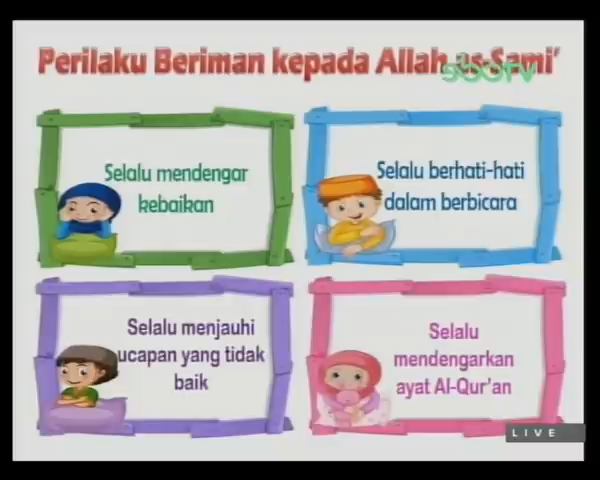 Perilaku Beriman kepada Allah as-Sami'
SBOTV
Selalu mendengar
kebaikan
Selalu berhati-hati
dalam berbicara
Selalu menjauhi
ucapan yang tidak
baik
Selalu
mendengarkan
ayat Al-Qur'an
LIVE